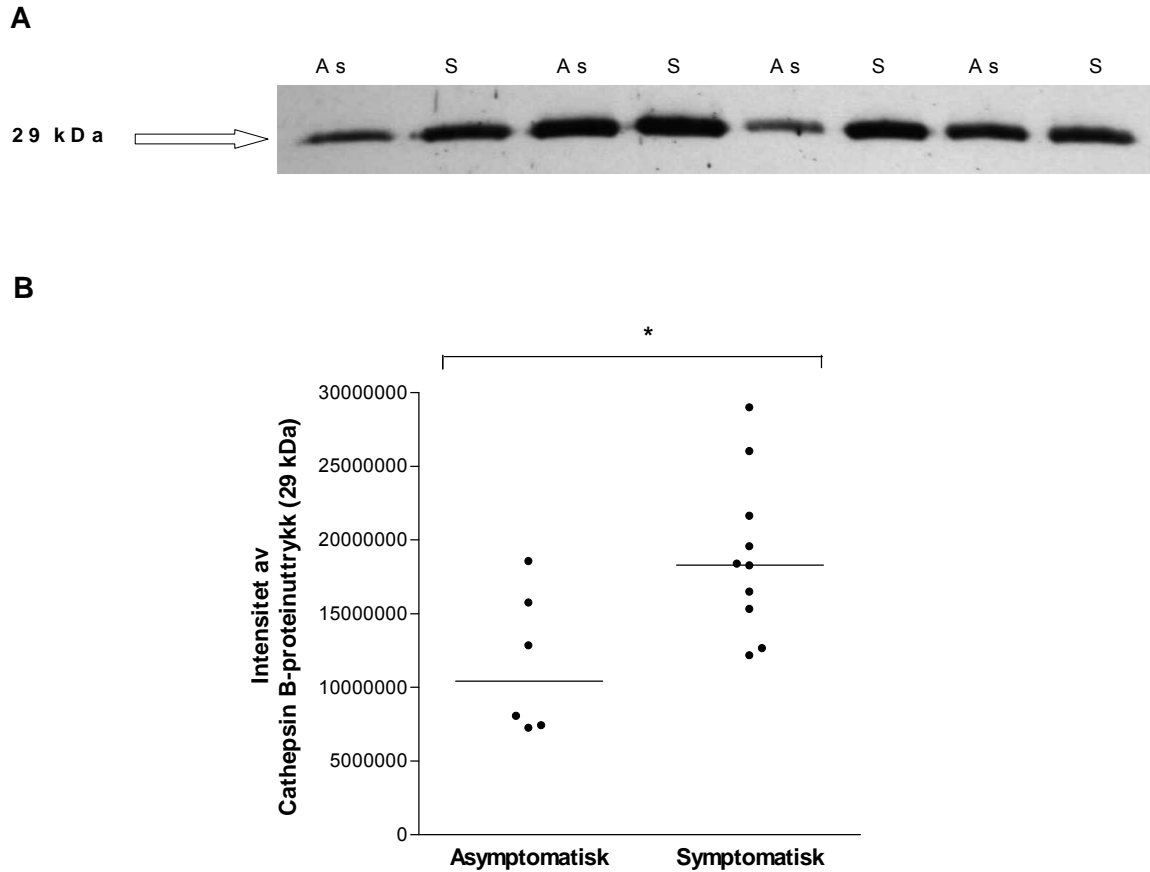 A
As S As S As S As S
29 kDa
B
*
30000000
25000000
20000000
15000000
10000000
5000000
0
Intensitet av
Cathepsin B-proteinuttrykk (29 kDa)
Asymptomatisk Symptomatisk